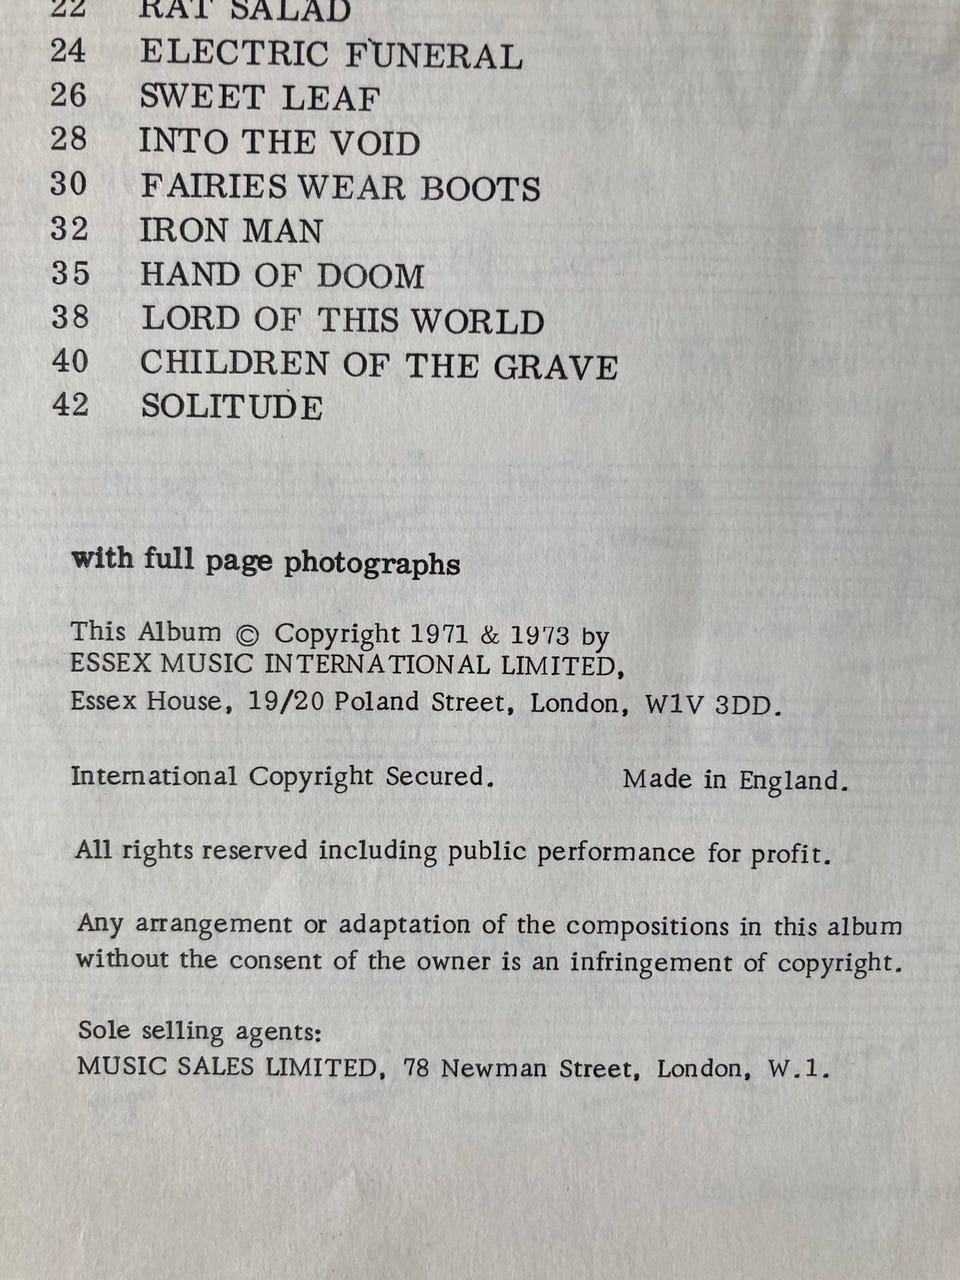 22 RAT SALAD
24 ELECTRIC FUNERAL
26 SWEET LEAF
28 INTO THE VOID
30 FAIRIES WEAR BOOTS
32 IRON MAN
35 HAND OF DOOM
38 LORD OF THIS WORLD
40 CHILDREN OF THE GRAVE
42 SOLITUDE
with full page photographs
This Album © Copyright 1971 & 1973 by
ESSEX MUSIC INTERNATIONAL LIMITED,
Essex House, 19/20 Poland Street, London, W1V 3DD.
International Copyright Secured. Made in England.
All rights reserved including public performance for profit.
Any arrangement or adaptation of the compositions in this album
without the consent of the owner is an infringement of copyright.
Sole selling agents:
MUSIC SALES LIMITED, 78 Newman Street, London, W.1.